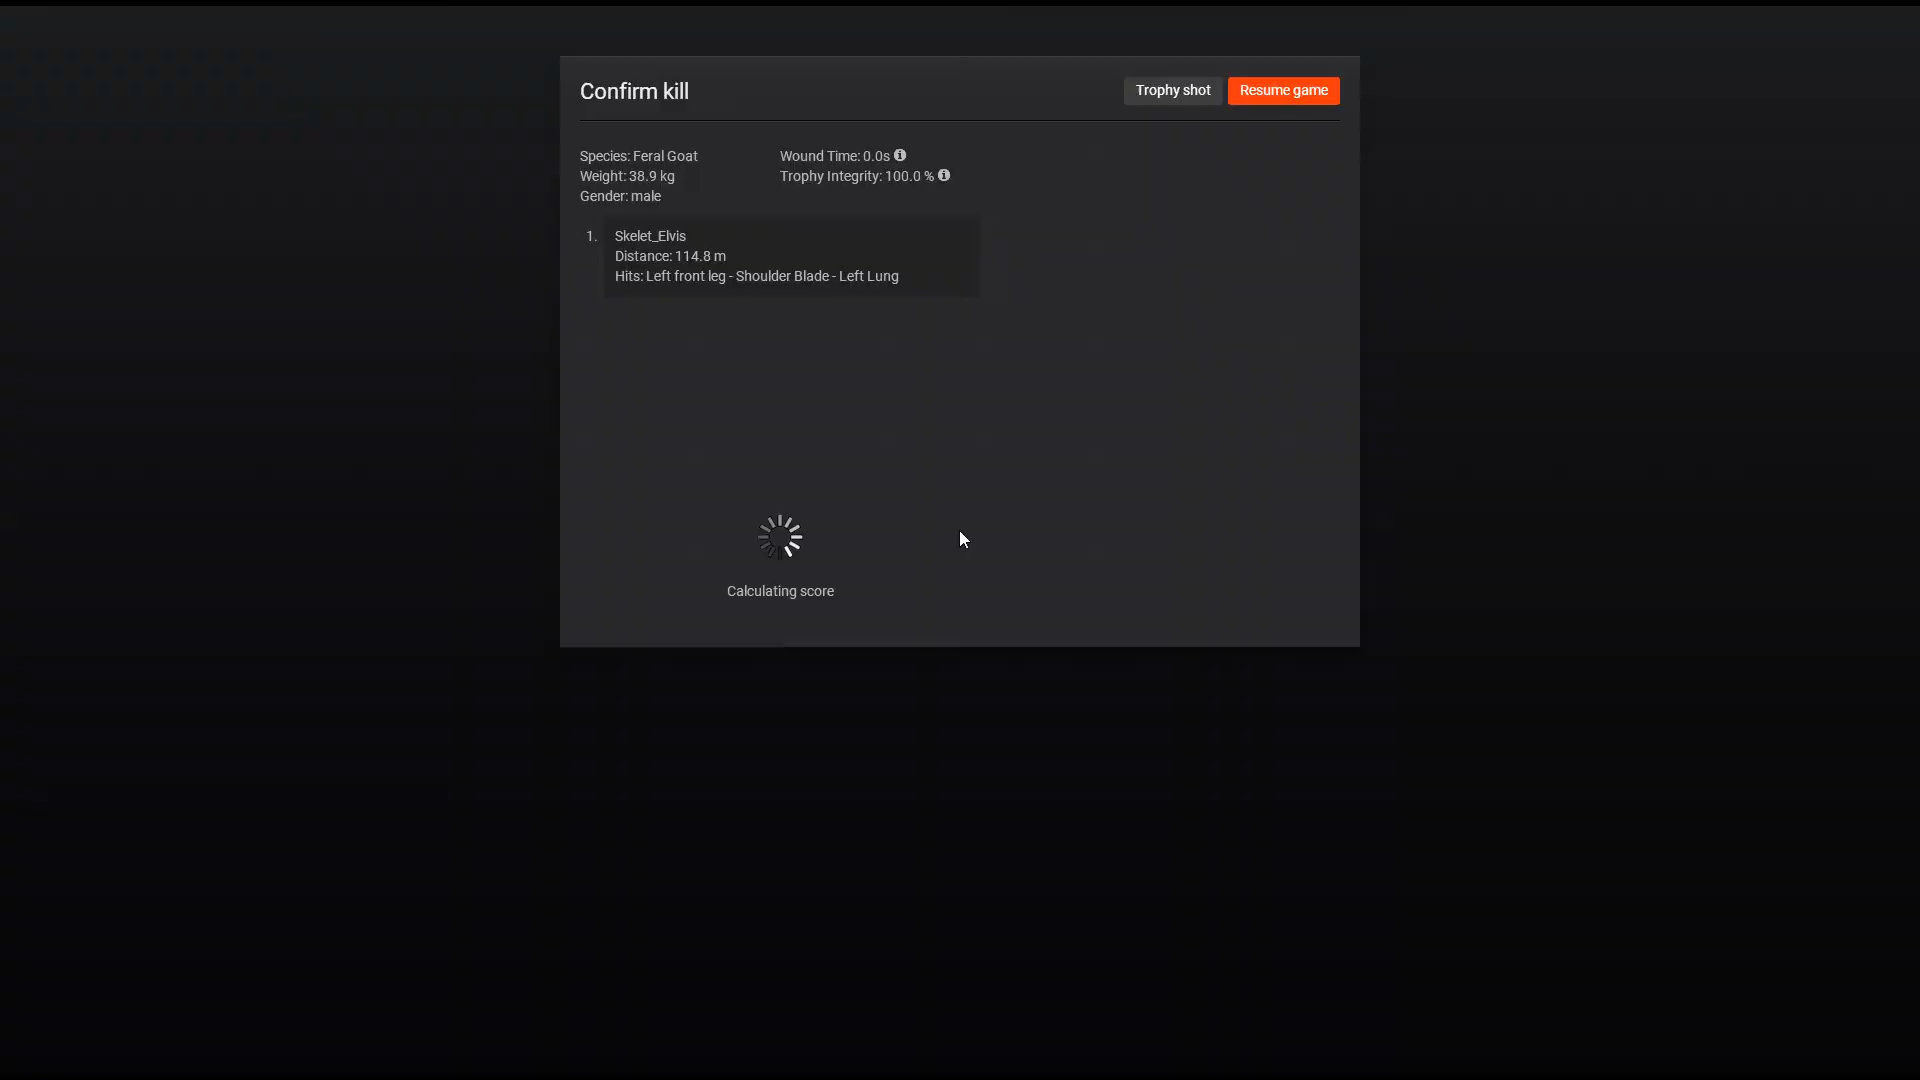 Confirm kill
Trophy shot
Resume game
Species: Feral Goat
Weight: 38.9 kg
Gender: male
Wound Time: 0.0s
Trophy Integrity: 100.0 %
1.
Skelet_Elvis
Distance: 114.8 m
Hits: Left front leg - Shoulder Blade - Left Lung
Calculating score